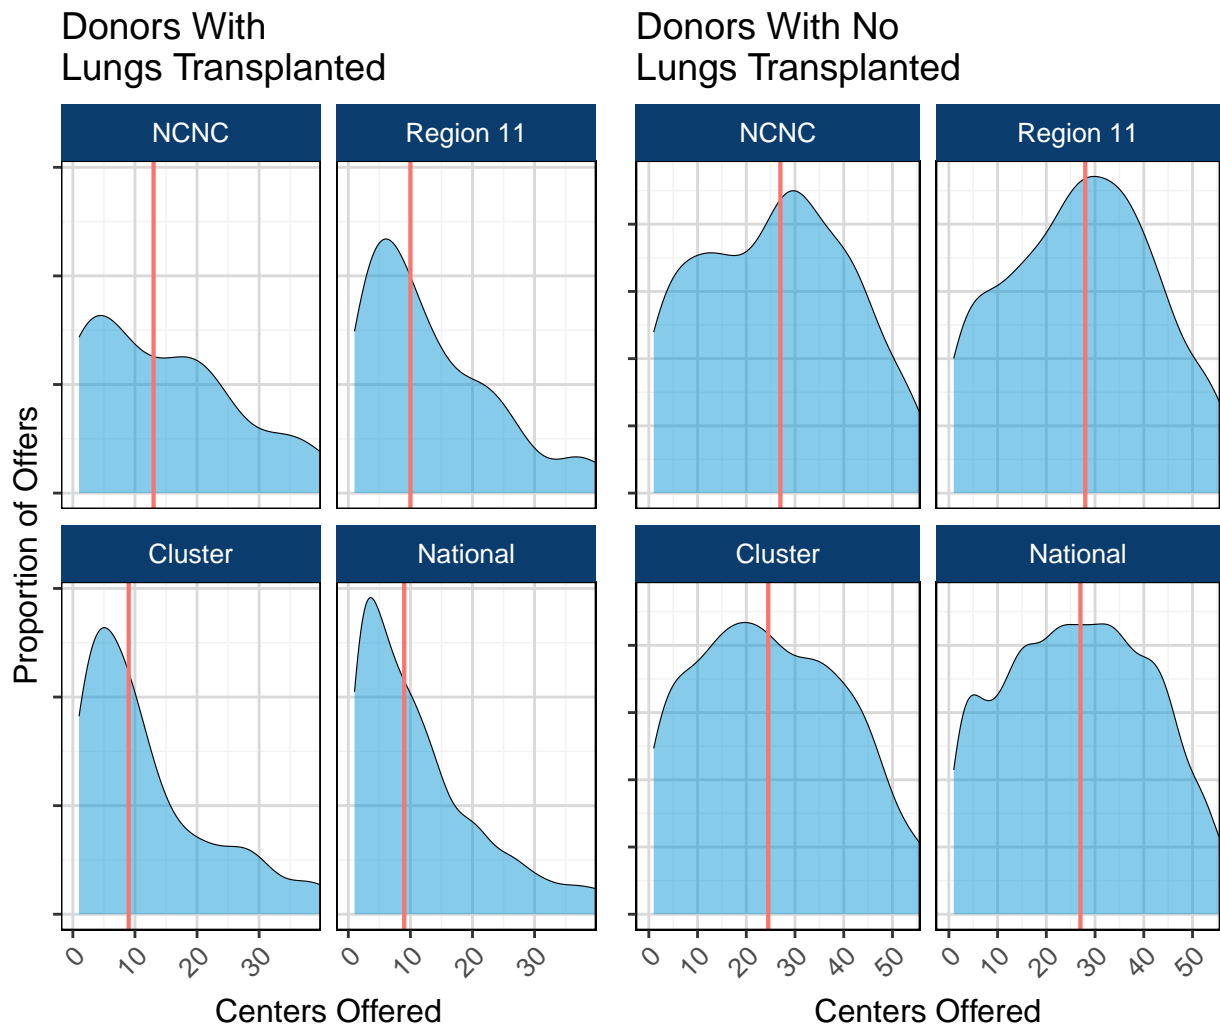 Donors With
Lungs Transplanted
Donors With No
Lungs Transplanted
NCNC
Region 11
NCNC
Region 11
Proportion of Offers
Cluster
National
Cluster
National
0 10 20 30
0 10 20 30
0 10 20 30 40 50
0 10 20 30 40 50
Centers Offered
Centers Offered